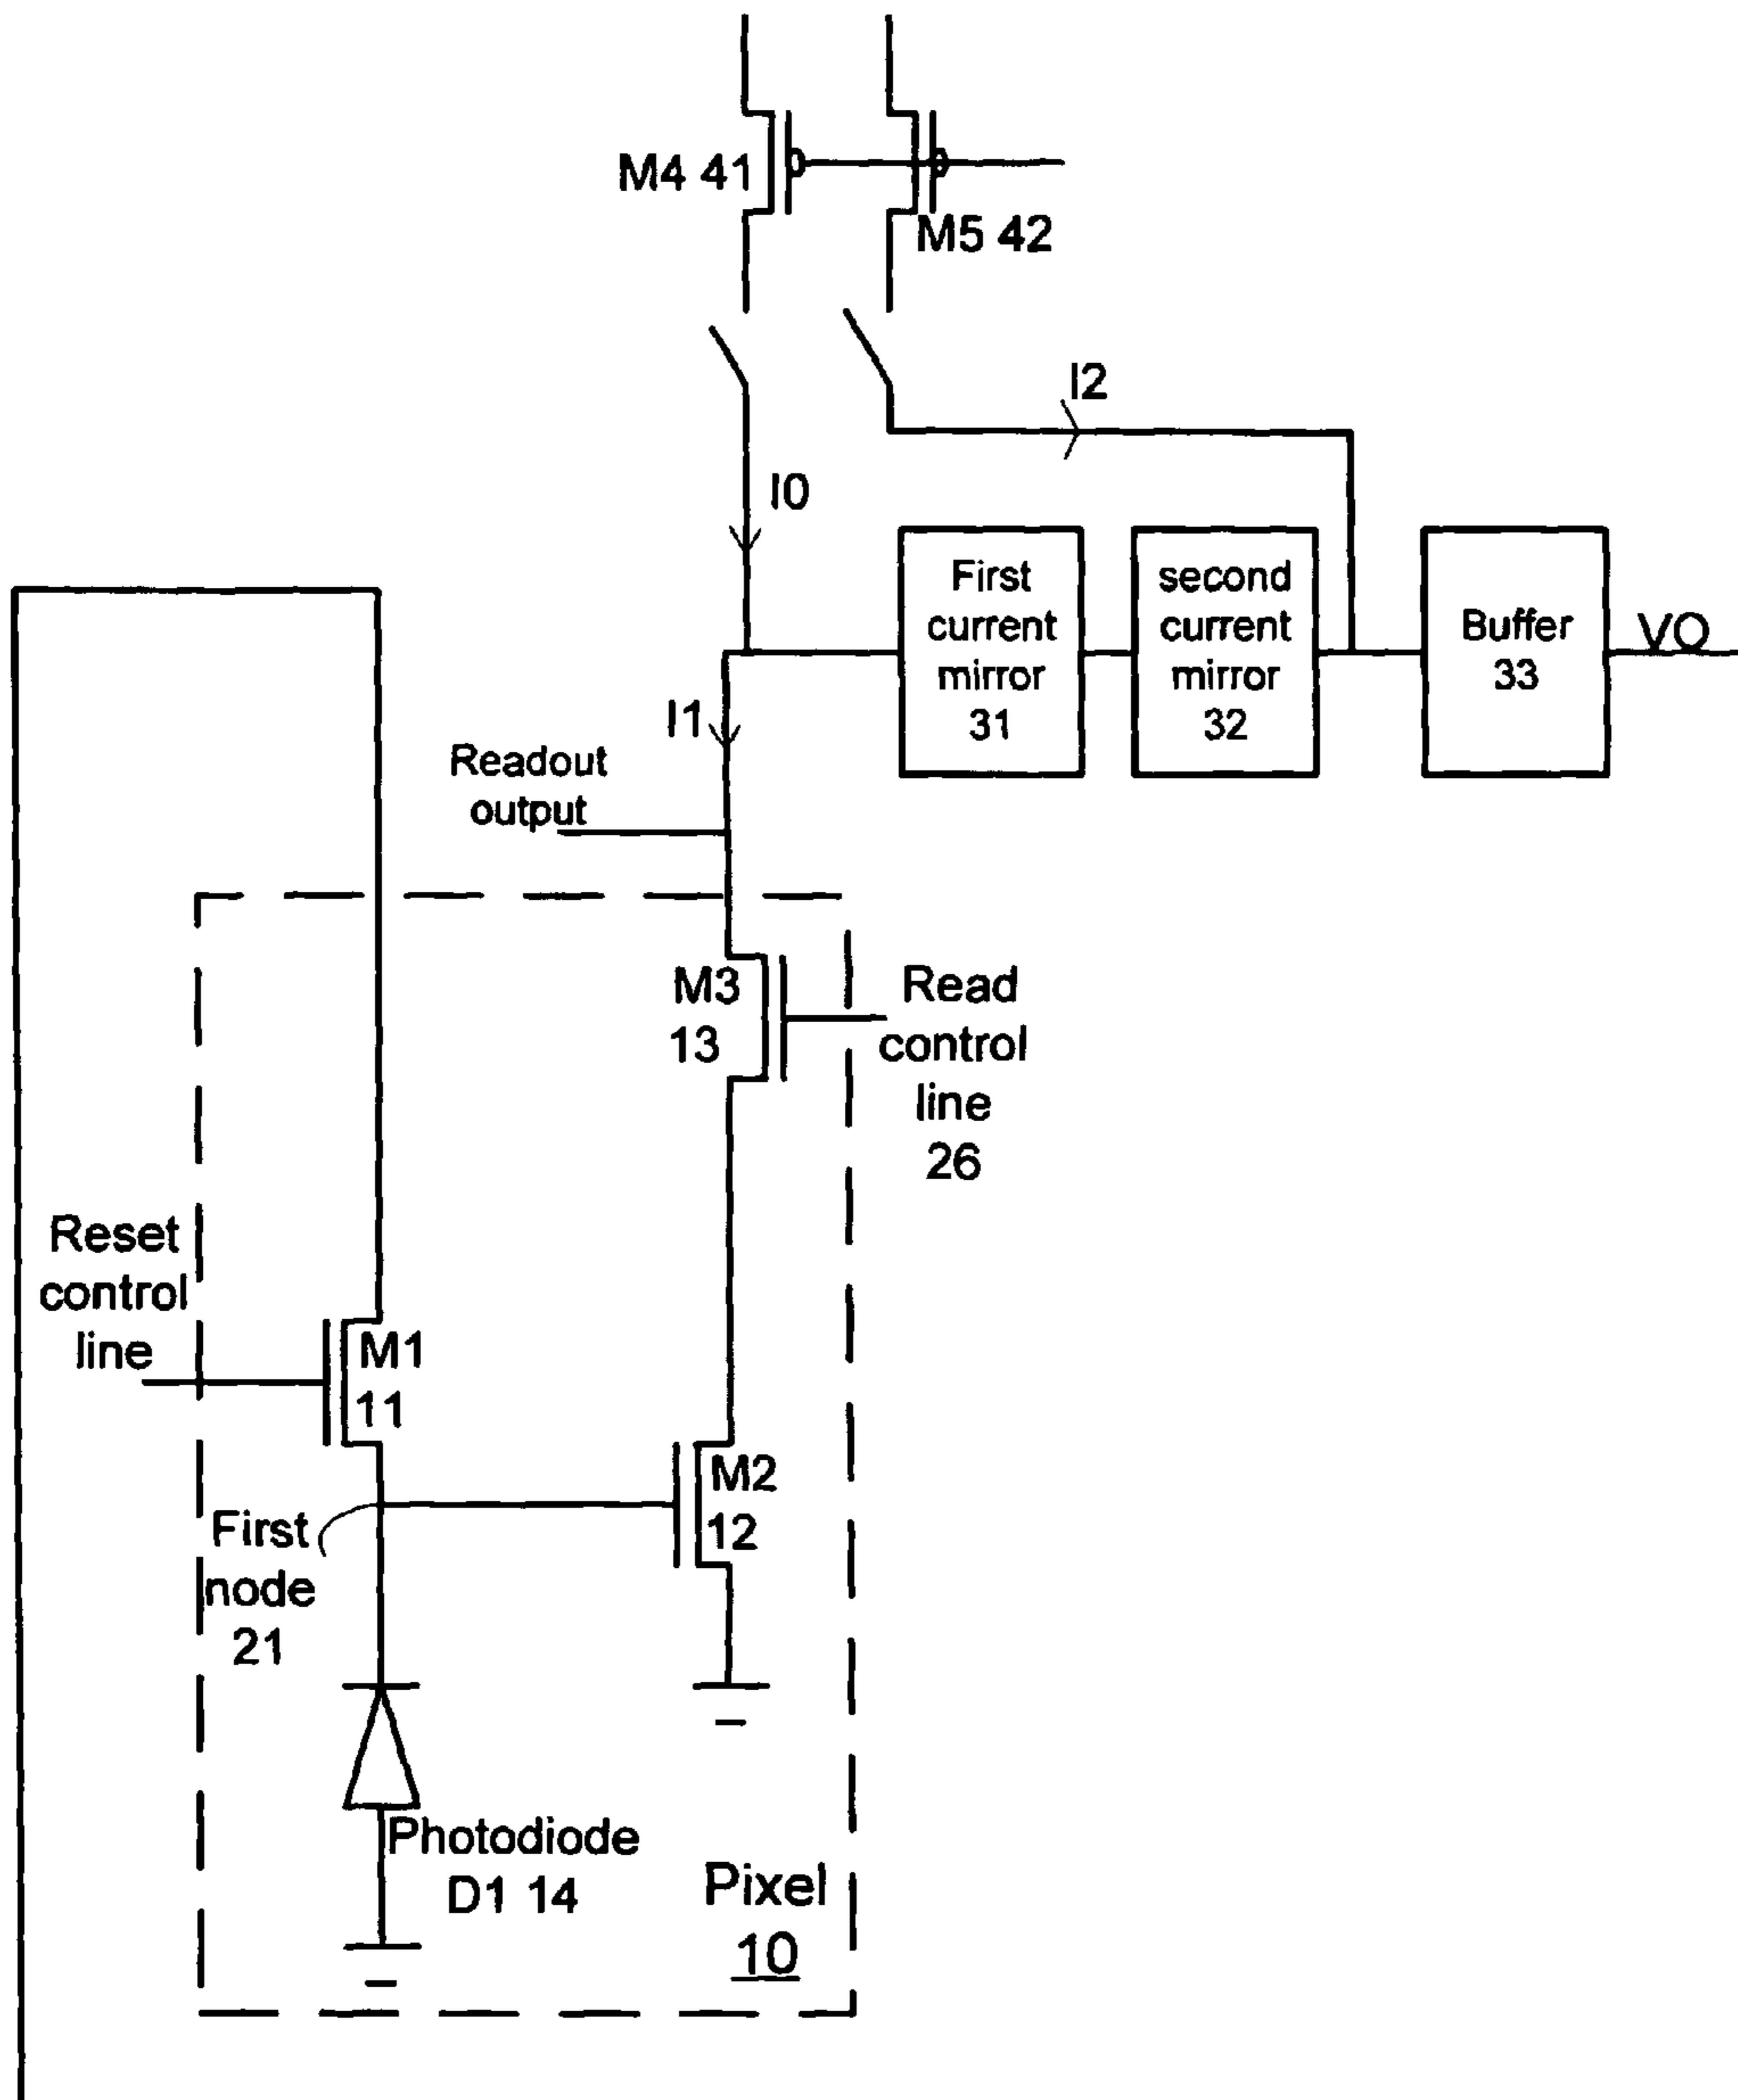 M4 41
M5 42
I2
I0
First
current
mirror
31
second
current
mirror
32
Buffer
33
VO
I1
Readout
output
M3
13
Read
control
line
26
Reset
control
line
M1
11
M2
12
First
node
21
Photodiode
D1 14
Pixel
10